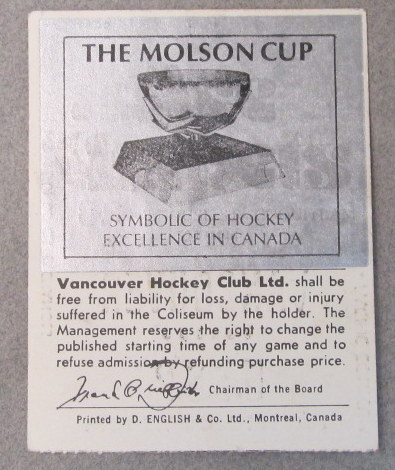 THE MOLSON CUP
SYMBOLIC OF HOCKEY
EXCELLENCE IN CANADA
Vancouver Hockey Club Ltd. shall be
free from liability for loss, damage or injury
suffered in the Coliseum by the holder. The
Management reserves the right to change the
published starting time of any game and to
refuse admission by refunding purchase price.
Chairman of the Board
Printed by D. ENGLISH & Co. Ltd., Montreal, Canada